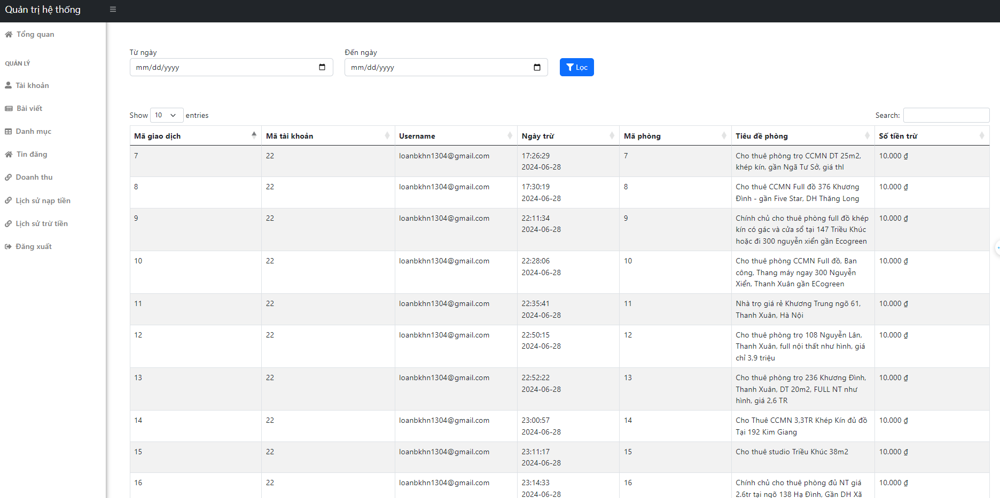 Quản trị hệ thống
Tổng quan
QUẢN LÝ
Tài khoản
Bài viết
Danh mục
Tin đăng
Doanh thu
Lịch sử nạp tiền
Lịch sử trừ tiền
Đăng xuất
Từ ngày
Đến ngày
mm/dd/yyyy
mm/dd/yyyy
Lọc
Show 10 entries
Search:
Mã giao dịch Mã tài khoản Username Ngày trừ Mã phòng Tiêu đề phòng Số tiền trừ
7 22 loanbkhn1304@gmail.com 17:26:29 7 Cho thuê phòng trọ CCMN DT 25m2, 10.000 ₫
2024-06-28 khép kín, gần Ngã Tư Sở, giá thl
8 22 loanbkhn1304@gmail.com 17:30:19 8 Cho thuê CCMN Full đồ 376 Khương 10.000 ₫
2024-06-28 Đình - gần Five Star, DH Thăng Long
9 22 loanbkhn1304@gmail.com 22:11:34 9 Chính chủ cho thuê phòng full đồ khép 10.000 ₫
2024-06-28 kín có gác và cửa sổ tại 147 Triều Khúc
hoặc đi 300 nguyễn xiển gần Ecogreen
10 22 loanbkhn1304@gmail.com 22:28:06 10 Cho thuê phòng CCMN Full đồ, Ban 10.000 ₫
2024-06-28 công, Thang máy ngay 300 Nguyễn
Xiển, Thanh Xuân gần ECogreen
11 22 loanbkhn1304@gmail.com 22:35:41 11 Nhà trọ giá rẻ Khương Trung ngõ 61, 10.000 ₫
2024-06-28 Thanh Xuân, Hà Nội
12 22 loanbkhn1304@gmail.com 22:50:15 12 Cho thuê phòng trọ 108 Nguyễn Lân, 10.000 ₫
2024-06-28 Thanh Xuân, full nội thất như hình, giá
chỉ 3,9 triệu
13 22 loanbkhn1304@gmail.com 22:52:22 13 Cho thuê phòng trọ 236 Khương Đình, 10.000 ₫
2024-06-28 Thanh Xuân, DT 20m2, FULL NT như
hình, giá 2,6 TR
14 22 loanbkhn1304@gmail.com 23:00:57 14 Cho Thuê CCMN 3,3TR Khép Kín đủ đồ 10.000 ₫
2024-06-28 Tại 192 Kim Giang
15 22 loanbkhn1304@gmail.com 23:11:17 15 Cho thuê studio Triều Khúc 38m2 10.000 ₫
2024-06-28
16 22 loanbkhn1304@gmail.com 23:14:33 16 Chính chủ cho thuê phòng đủ NT giá 10.000 ₫
2024-06-28 2.6tr tại ngõ 138 Hạ Đình, Gần DH Xã